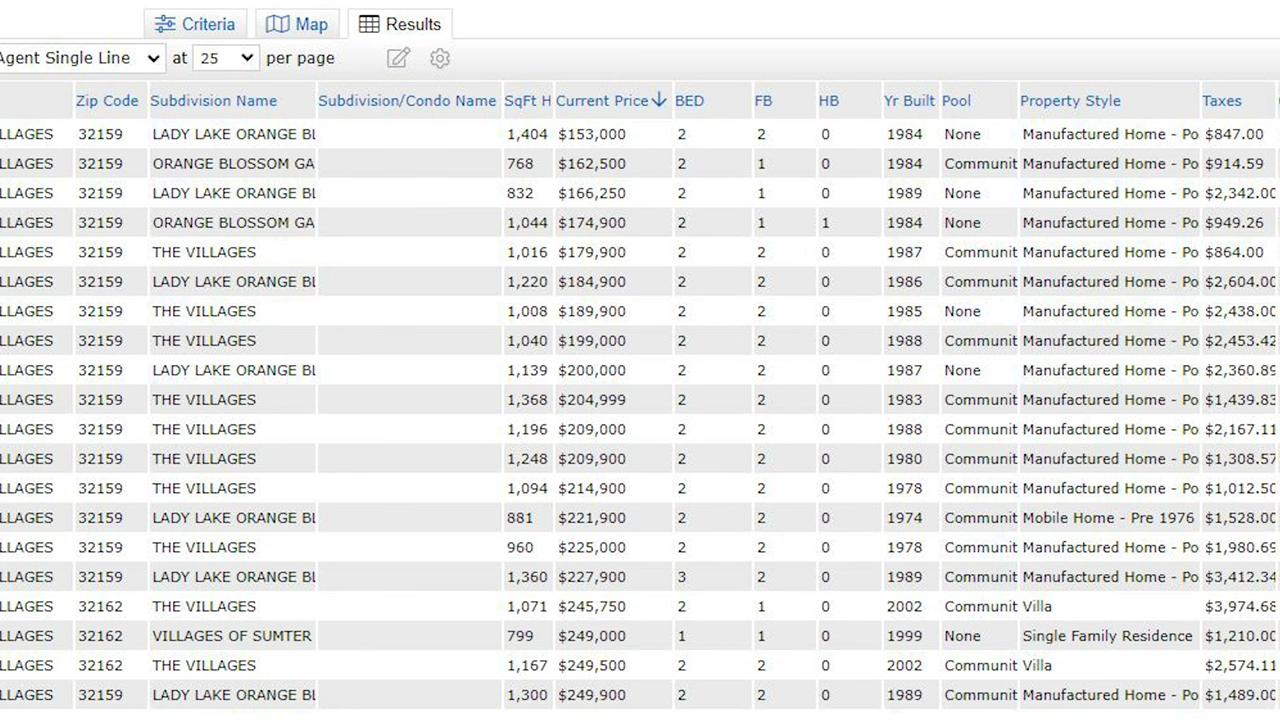 Criteria Map Results
Agent Single Line at 25 per page
Zip Code Subdivision Name Subdivision/Condo Name SqFt H Current Price BED FB HB Yr Built Pool Property Style Taxes
LLAGES 32159 LADY LAKE ORANGE BL 1,404 $153,000 2 2 0 1984 None Manufactured Home - Po $847.00
LLAGES 32159 ORANGE BLOSSOM GA 768 $162,500 2 1 0 1984 Communit Manufactured Home - Po $914.59
LLAGES 32159 LADY LAKE ORANGE BL 832 $166,250 2 1 0 1989 None Manufactured Home - Po $2,342.00
LLAGES 32159 ORANGE BLOSSOM GA 1,044 $174,900 2 1 1 1984 None Manufactured Home - Po $949.26
LLAGES 32159 THE VILLAGES 1,016 $179,900 2 2 0 1987 Communit Manufactured Home - Po $864.00
LLAGES 32159 LADY LAKE ORANGE BL 1,220 $184,900 2 2 0 1986 Communit Manufactured Home - Po $2,604.00
LLAGES 32159 THE VILLAGES 1,008 $189,900 2 2 0 1985 None Manufactured Home - Po $2,438.00
LLAGES 32159 THE VILLAGES 1,040 $199,000 2 2 0 1988 Communit Manufactured Home - Po $2,453.42
LLAGES 32159 LADY LAKE ORANGE BL 1,139 $200,000 2 2 0 1987 None Manufactured Home - Po $2,360.89
LLAGES 32159 THE VILLAGES 1,368 $204,999 2 2 0 1983 Communit Manufactured Home - Po $1,439.83
LLAGES 32159 THE VILLAGES 1,196 $209,000 2 2 0 1988 Communit Manufactured Home - Po $2,167.11
LLAGES 32159 THE VILLAGES 1,248 $209,900 2 2 0 1980 Communit Manufactured Home - Po $1,308.57
LLAGES 32159 THE VILLAGES 1,094 $214,900 2 2 0 1978 Communit Manufactured Home - Po $1,012.50
LLAGES 32159 LADY LAKE ORANGE BL 881 $221,900 2 2 0 1974 Communit Mobile Home - Pre 1976 $1,528.00
LLAGES 32159 THE VILLAGES 960 $225,000 2 2 0 1978 Communit Manufactured Home - Po $1,980.69
LLAGES 32159 LADY LAKE ORANGE BL 1,360 $227,900 3 2 0 1989 Communit Manufactured Home - Po $3,412.34
LLAGES 32162 THE VILLAGES 1,071 $245,750 2 1 0 2002 Communit Villa $3,974.68
LLAGES 32162 VILLAGES OF SUMTER 799 $249,000 1 1 0 1999 None Single Family Residence $1,210.00
LLAGES 32162 THE VILLAGES 1,167 $249,500 2 2 0 2002 Communit Villa $2,574.11
LLAGES 32159 LADY LAKE ORANGE BL 1,300 $249,900 2 2 0 1989 Communit Manufactured Home - Po $1,489.00